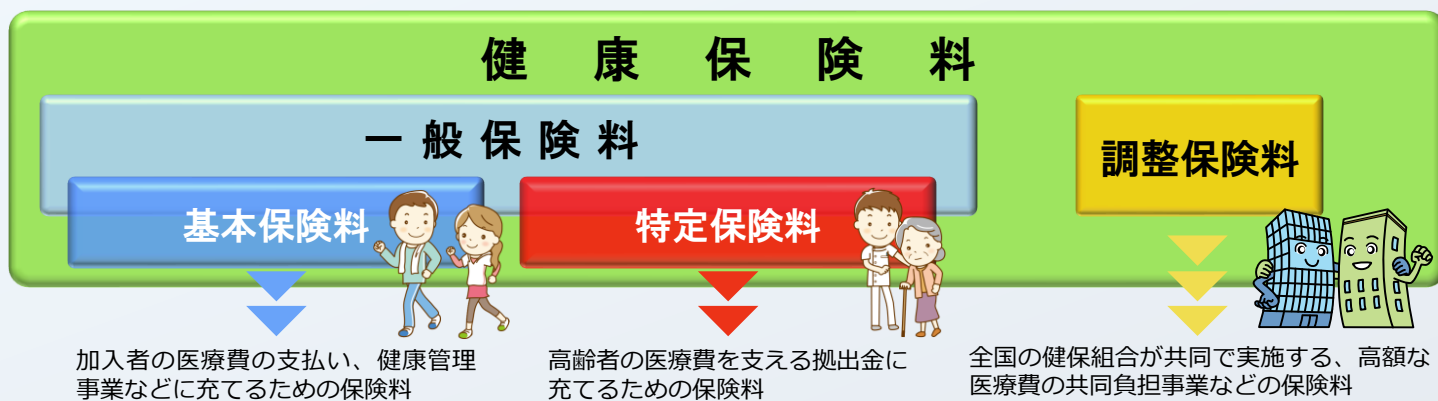 健康保険料
一般保険料
調整保険料
基本保険料
特定保険料
加入者の医療費の支払い、健康管理
事業などに充てるための保険料
高齢者の医療費を支える拠出金に
充てるための保険料
全国の健保組合が共同で実施する、高額な
医療費の共同負担事業などの保険料